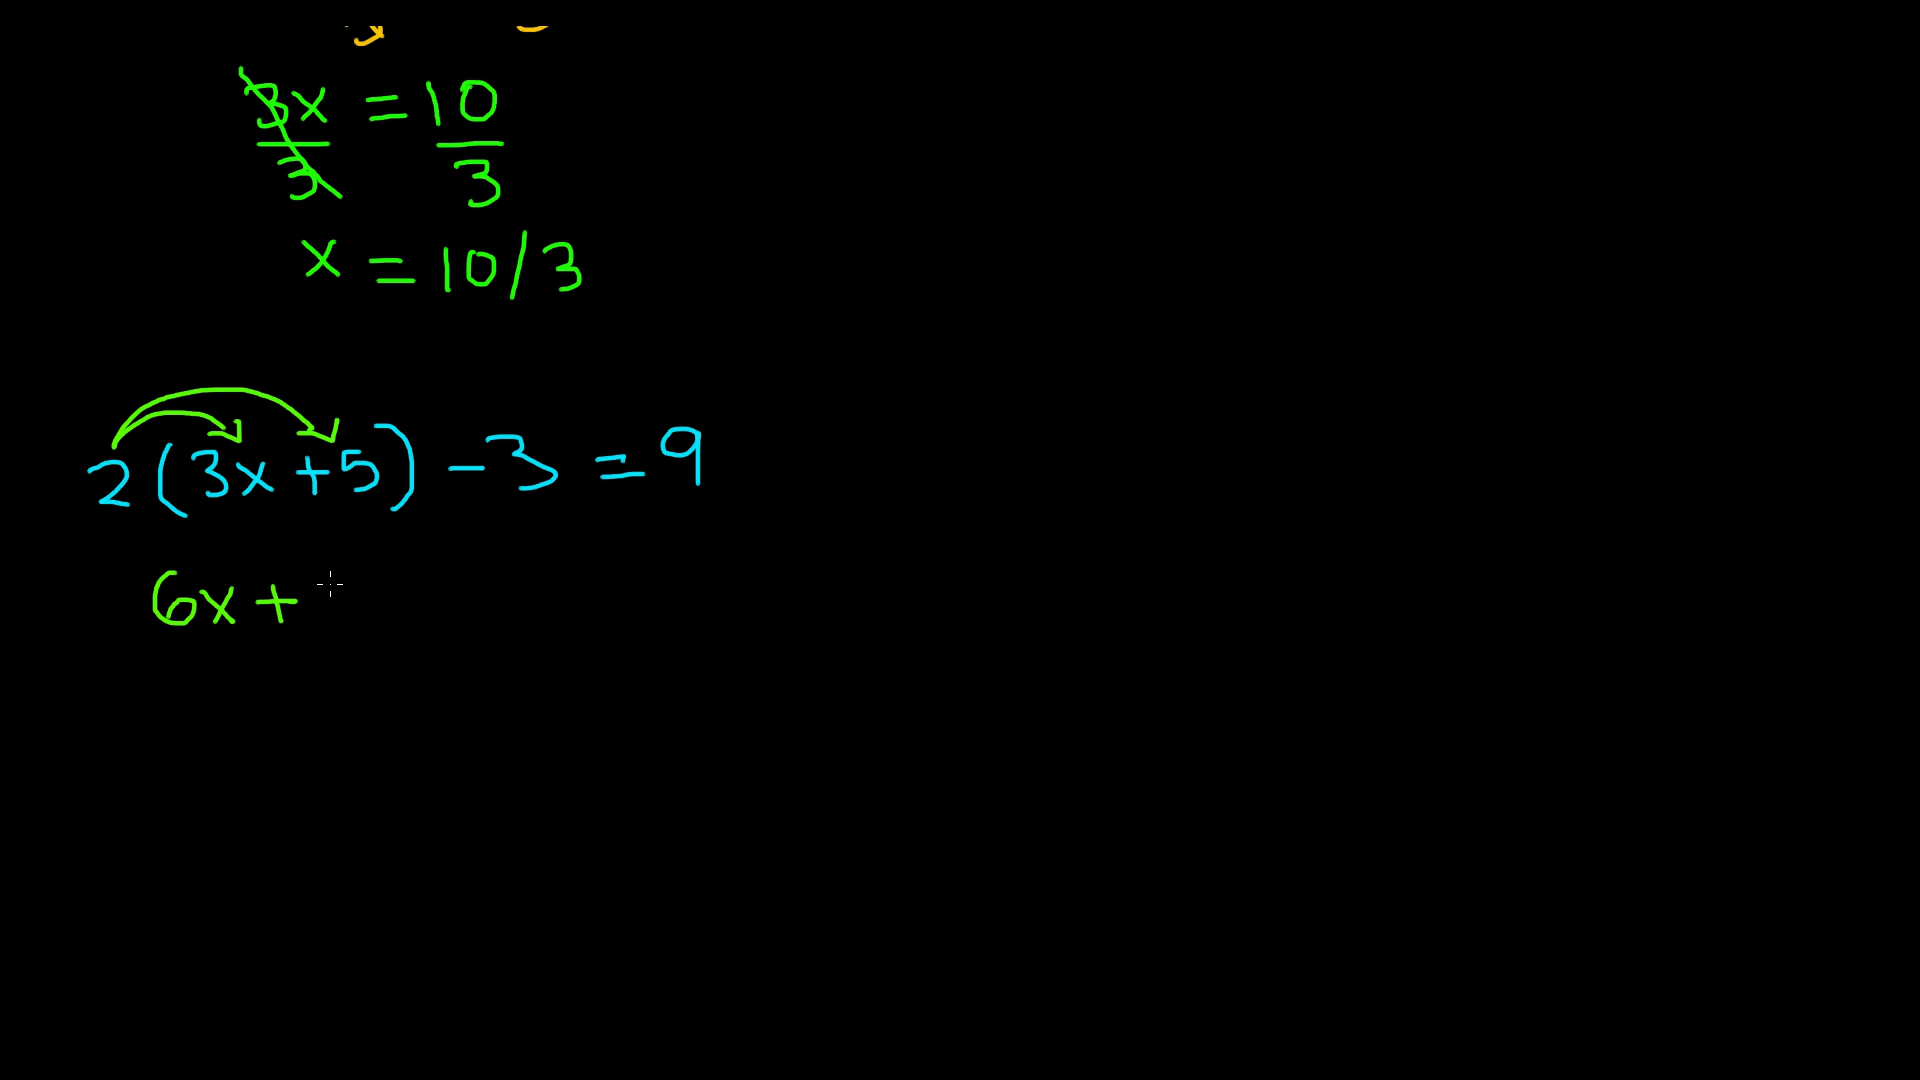 3x = 10
3 3
x = 10/3
2(3x+5) - 3 = 9
6x+